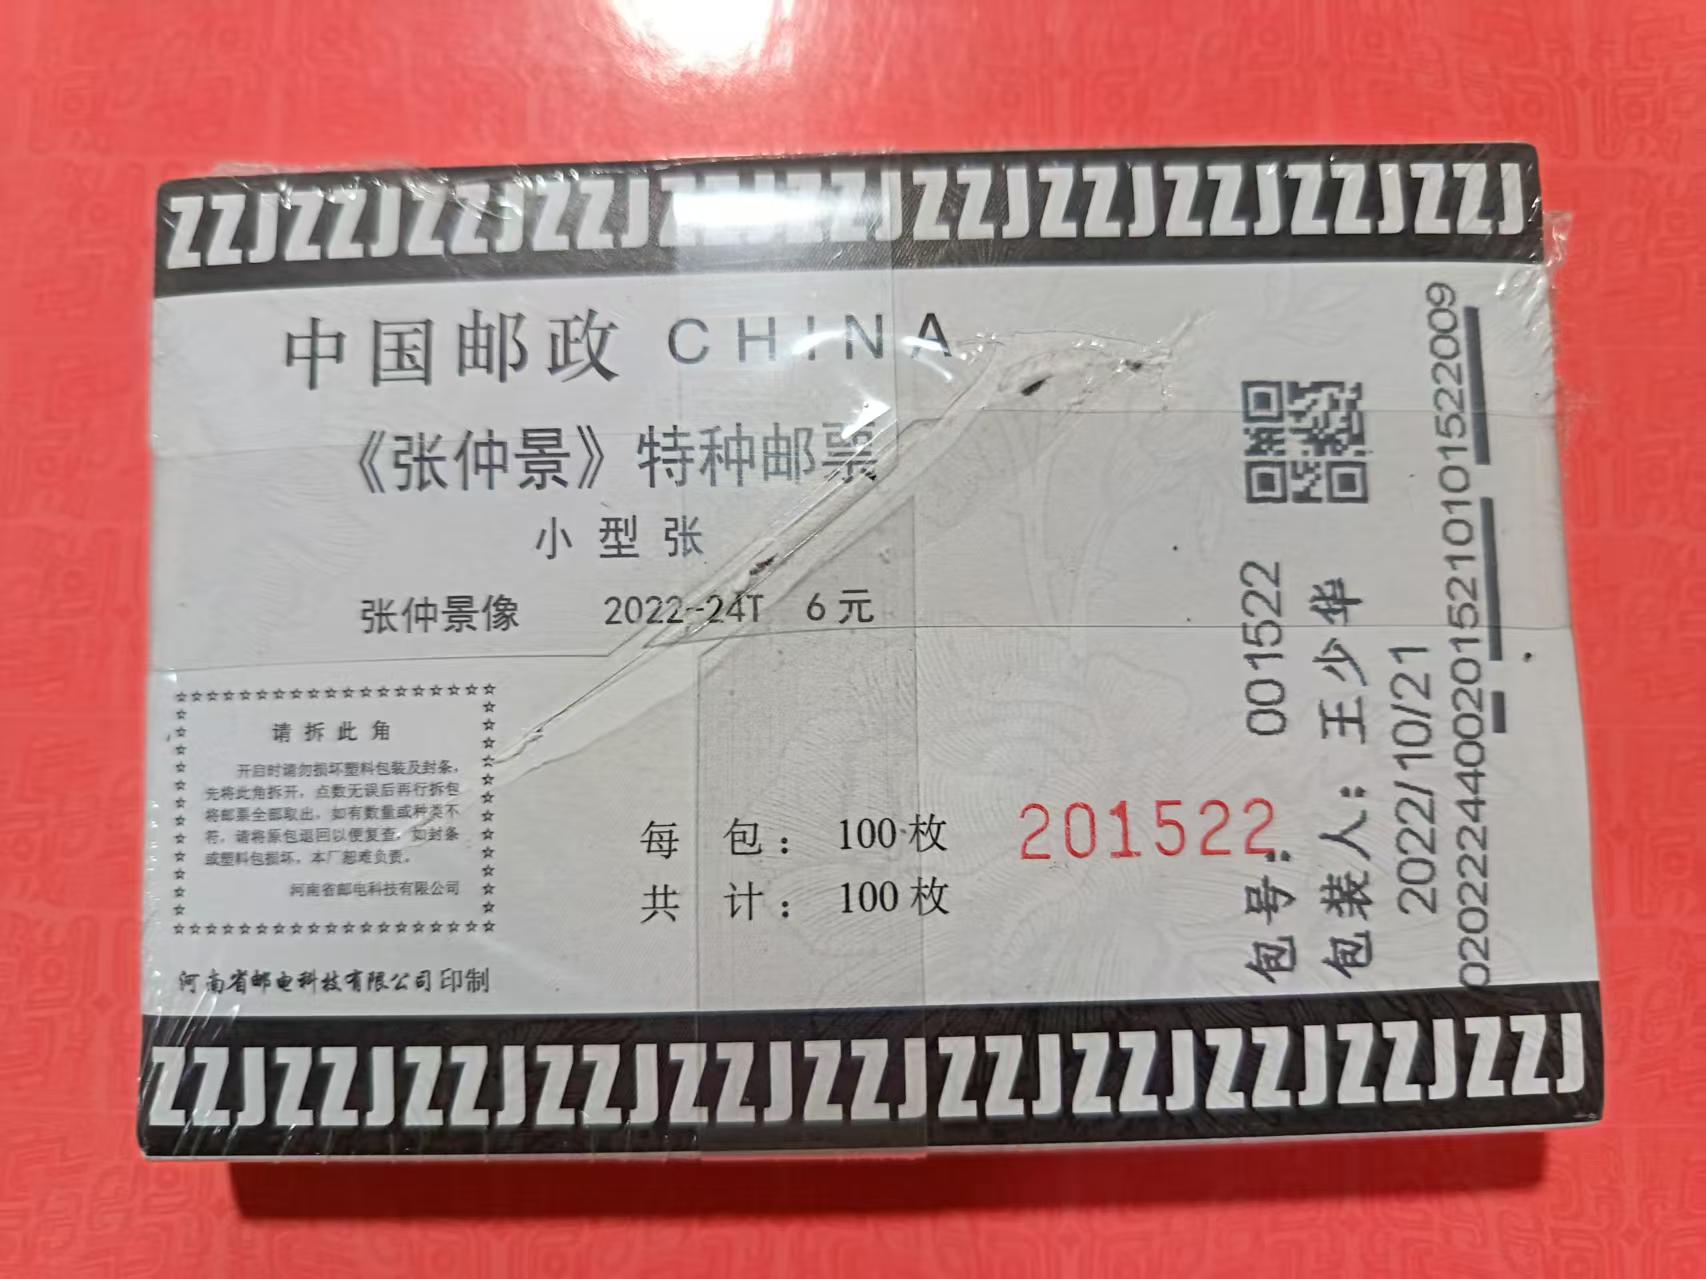 ZZJZZJZZJZZJZZJZZJZZJZZJZZJZZJZZJ
中国邮政 CHINA
《张仲景》特种邮票
小型张
张仲景像 2022-24T 6元
请拆此角
开启时请勿损坏塑料包装及封条，
先将此角拆开，点数无误后再行拆包
将邮票全部取出，如有数量或种类不
符，请将原包退回以便复查，如封条
或塑料包损坏，本厂恕难负责。
河南省邮电科技有限公司
河南省邮电科技有限公司印制
每包：100枚
共计：100枚
201522
包号：001522
包装人：王少华
2022/10/21
020222440020152101015220​09
ZZJZZJZZJZZJZZJZZJZZJZZJZZJZZJZZJ